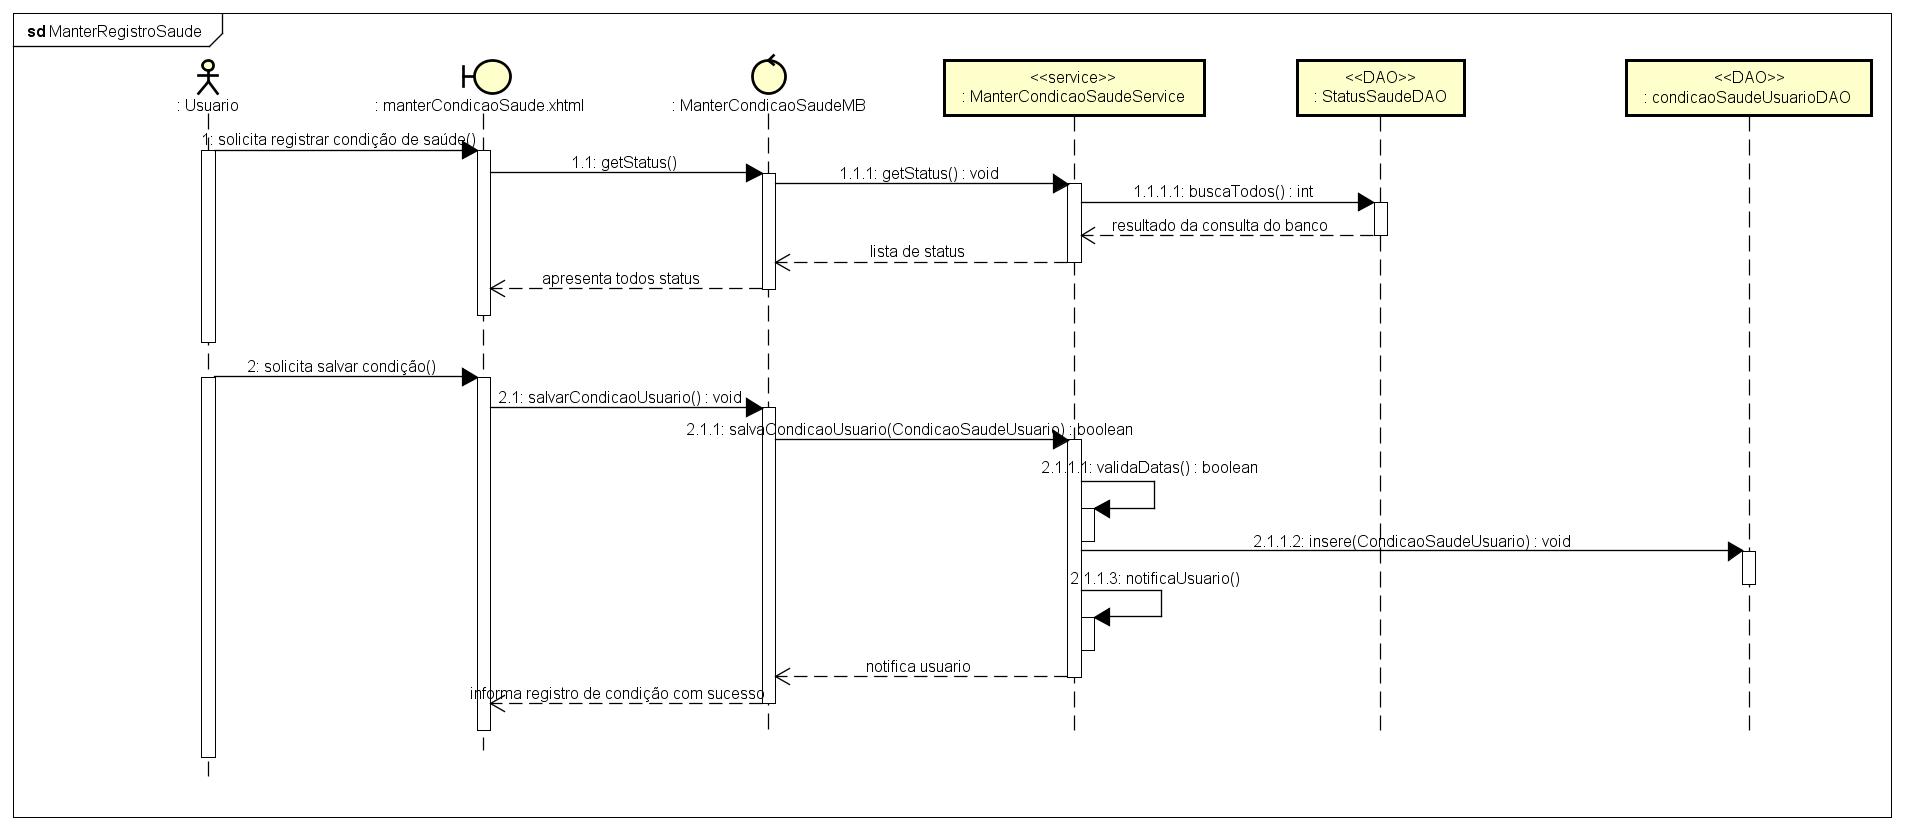 sd ManterRegistroSaude
: Usuario
: manterCondicaoSaude.xhtml
: ManterCondicaoSaudeMB
<<service>>
: ManterCondicaoSaudeService
<<DAO>>
: StatusSaudeDAO
<<DAO>>
: condicaoSaudeUsuarioDAO
1: solicita registrar condição de saúde()
1.1: getStatus()
1.1.1: getStatus() : void
1.1.1.1: buscaTodos() : int
resultado da consulta do banco
lista de status
apresenta todos status
2: solicita salvar condição()
2.1: salvarCondicaoUsuario() : void
2.1.1: salvaCondicaoUsuario(CondicaoSaudeUsuario) : boolean
2.1.1.1: validaDatas() : boolean
2.1.1.2: insere(CondicaoSaudeUsuario) : void
2.1.1.3: notificaUsuario()
notifica usuario
informa registro de condição com sucesso